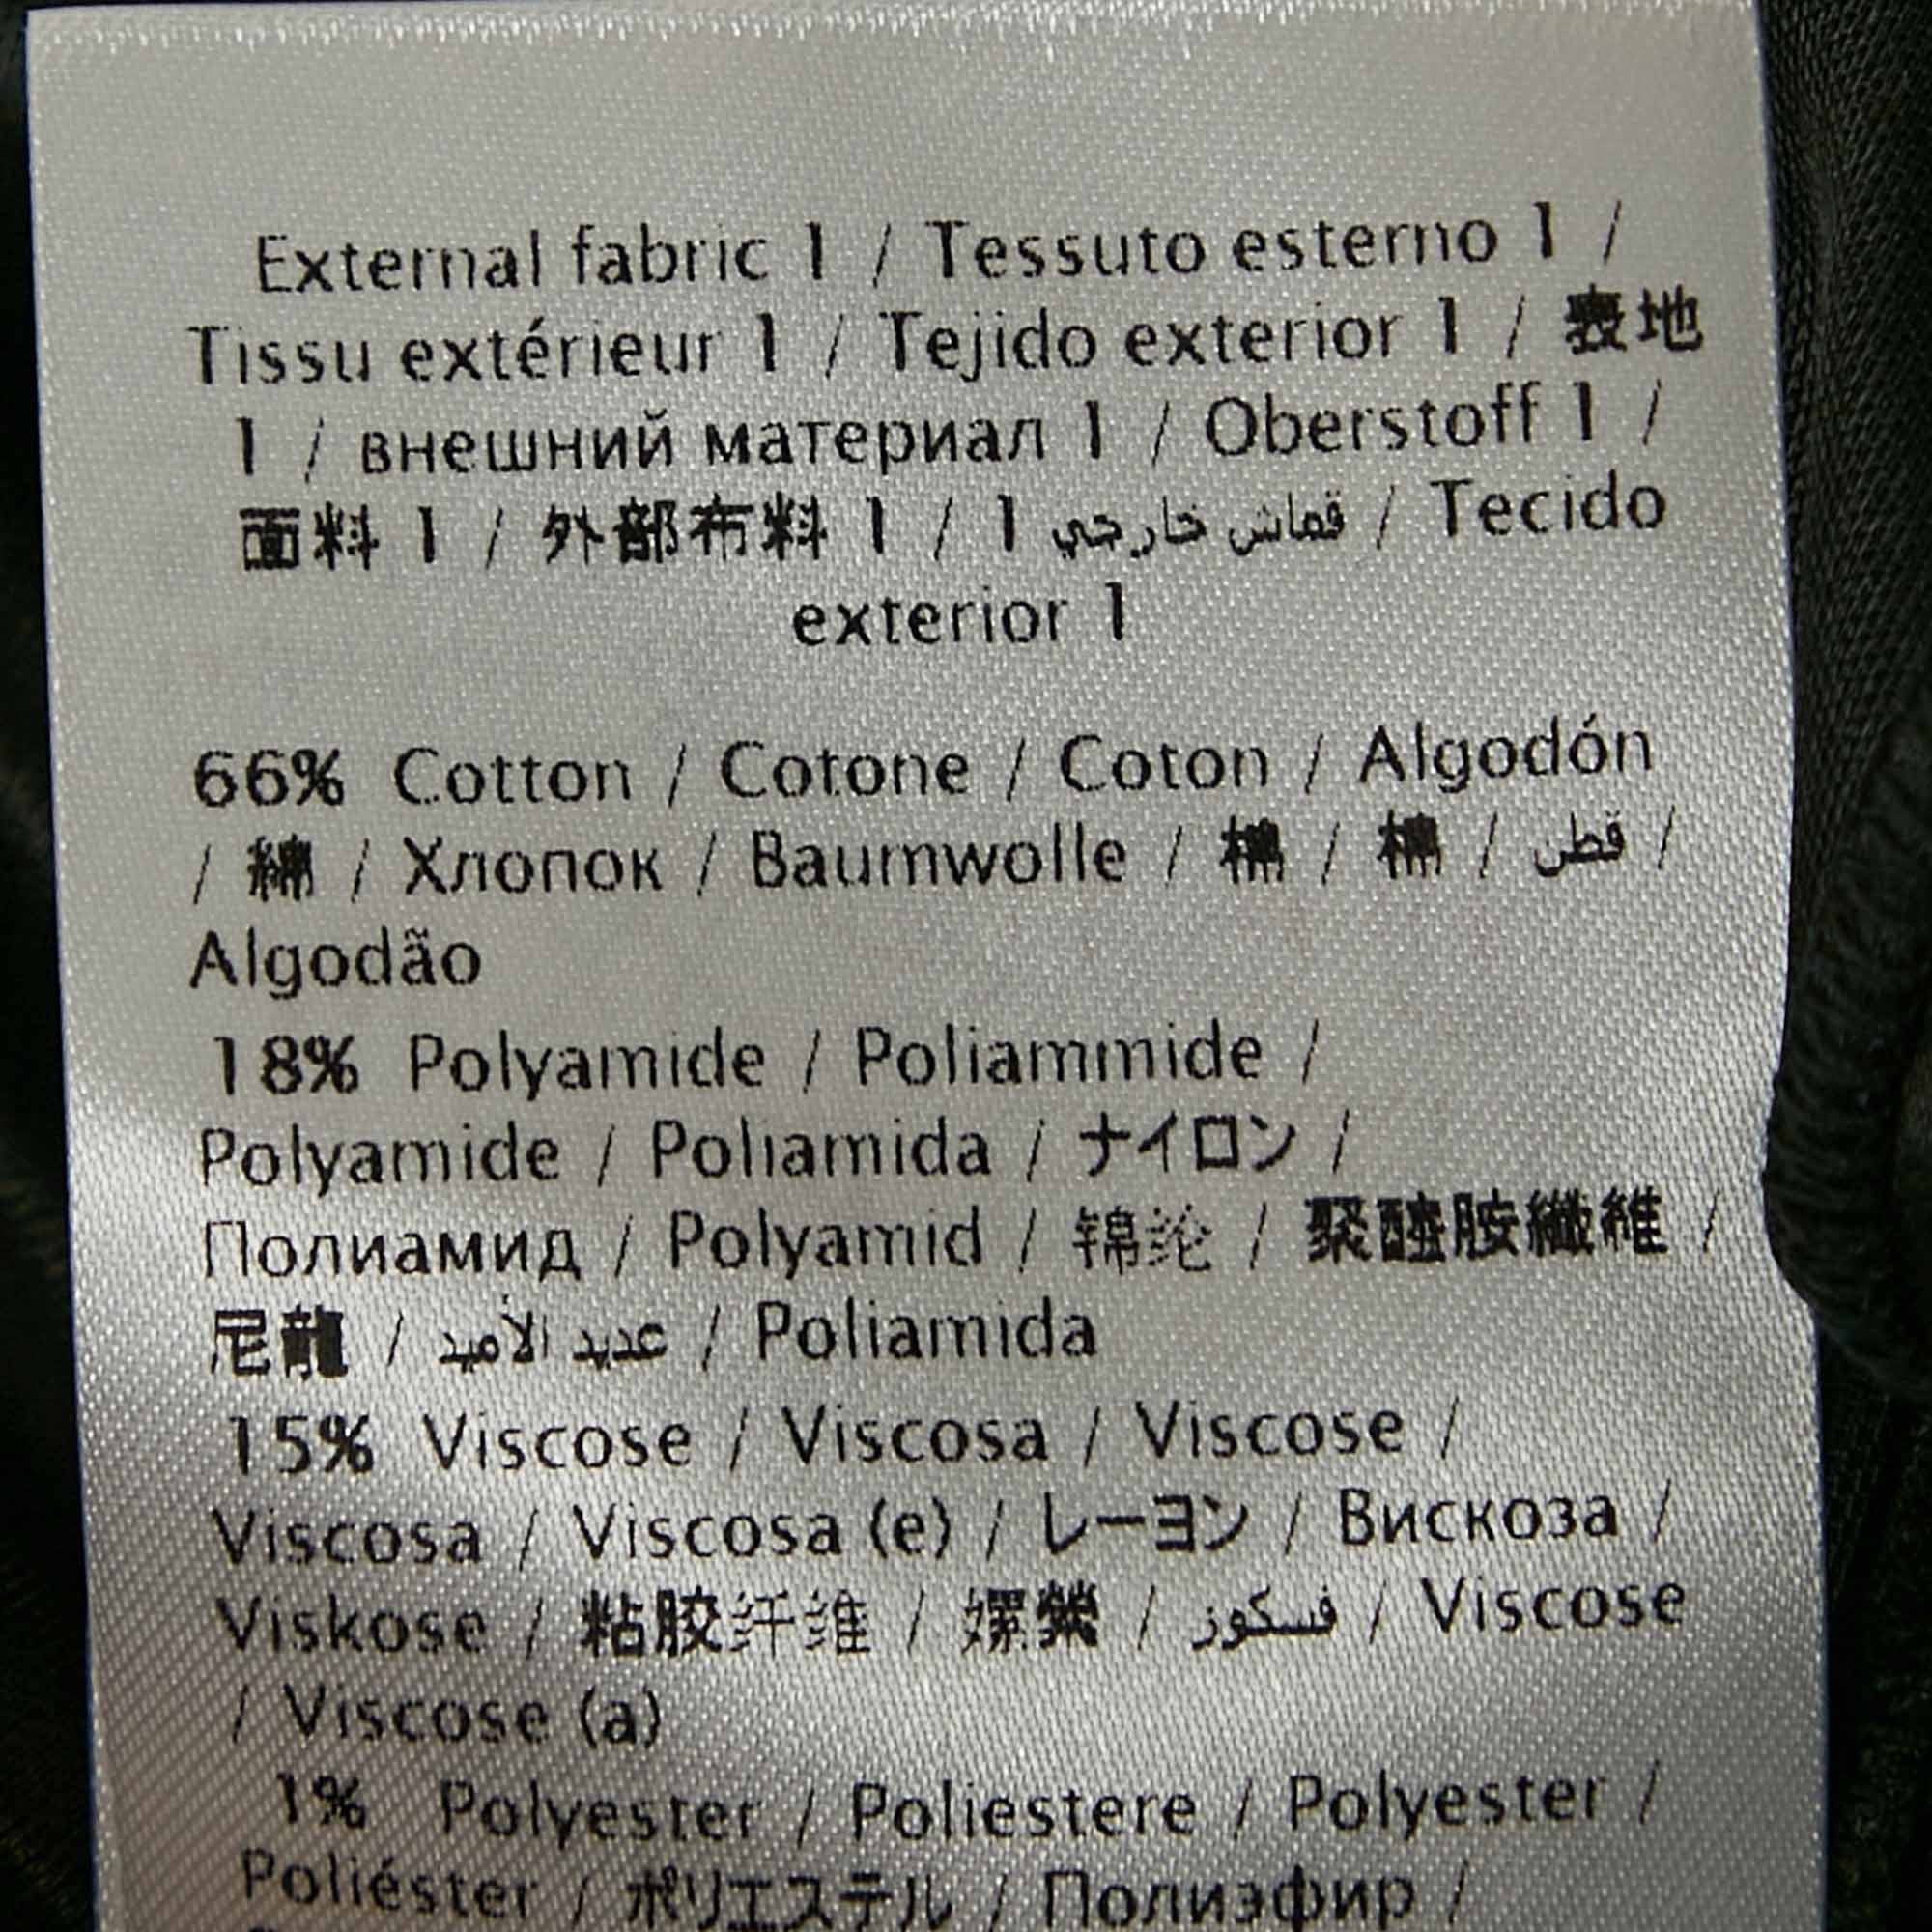 External fabric 1 / Tessuto esterno 1 /
Tissu extérieur 1 / Tejido exterior 1 / 表地
1 / внешний материал 1 / Oberstoff 1 /
面料 1 / 外部布料 1 / 1 قماش خارجي / Tecido
exterior 1
66% Cotton / Cotone / Coton / Algodón
/ 綿 / Хлопок / Baumwolle / 棉 / 棉 / قطن /
Algodão
18% Polyamide / Poliammide /
Polyamide / Poliamida / ナイロン /
Полиамид / Polyamid / 锦纶 / 聚醯胺纖維 /
尼龍 / عديد الأميد / Poliamida
15% Viscose / Viscosa / Viscose /
Viscosa / Viscosa (e) / レーヨン / Вискоза /
Viskose / 粘胶纤维 / 嫘縈 / فسكوز / Viscose
/ Viscose (a)
1% Polyester / Poliestere / Polyester /
Poliéster / ポリエステル / Полиэфир /